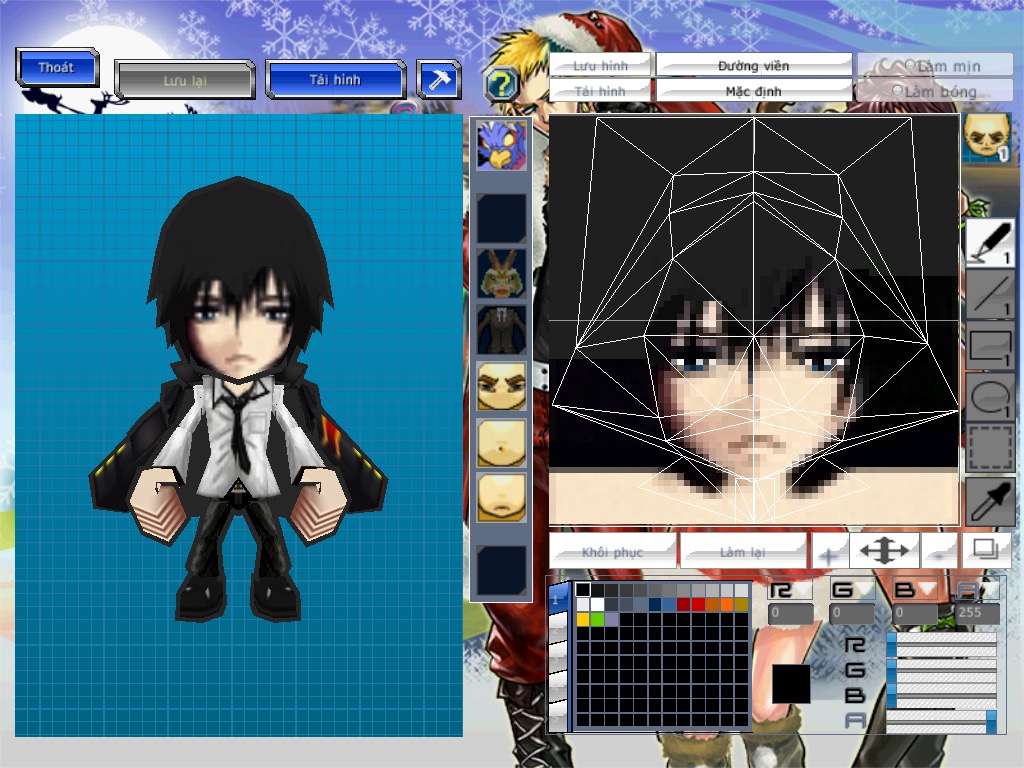 Thoát
Lưu lại
Tải hình
?
Lưu hình
Đường viền
Làm mịn
Tải hình
Mặc định
Làm bóng
1
1
1
1
1
Khôi phục
Làm lại
+
-
1
R
G
B
A
0
0
0
255
R
G
B
A